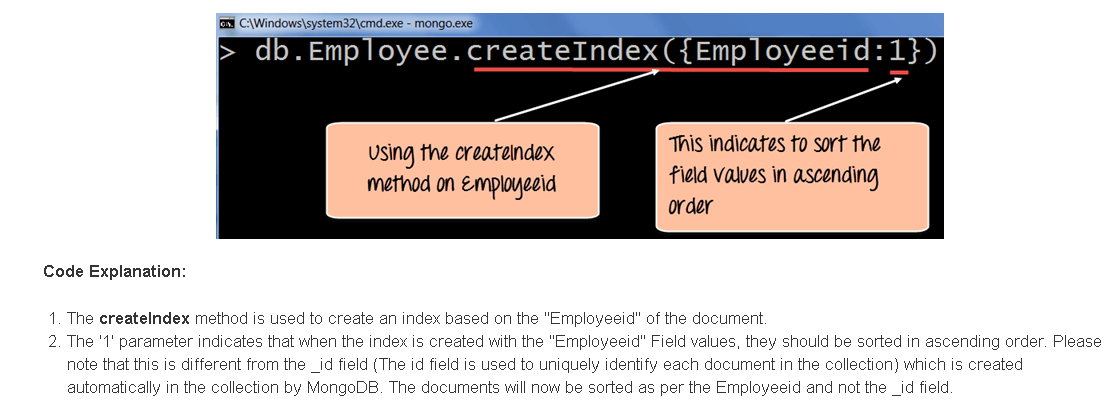 C:\Windows\system32\cmd.exe - mongo.exe
> db.Employee.createIndex({Employeeid:1})
Using the createIndex
method on Employeeid
This indicates to sort the
field values in ascending
order
Code Explanation:
1. The createIndex method is used to create an index based on the "Employeeid" of the document.
2. The '1' parameter indicates that when the index is created with the "Employeeid" Field values, they should be sorted in ascending order. Please
note that this is different from the _id field (The id field is used to uniquely identify each document in the collection) which is created
automatically in the collection by MongoDB. The documents will now be sorted as per the Employeeid and not the _id field.